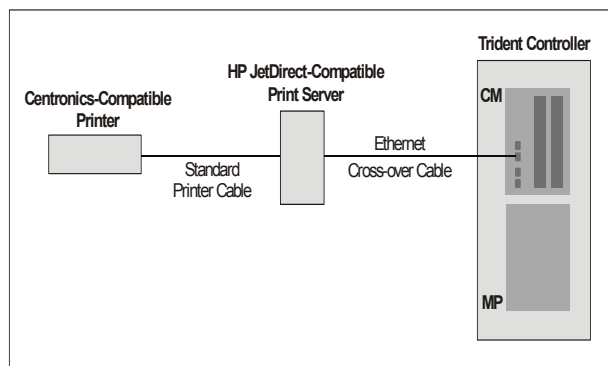 Trident Controller
HP JetDirect-Compatible
Print Server
Centronics-Compatible
Printer
CM
Ethernet
Cross-over Cable
Standard
Printer Cable
MP